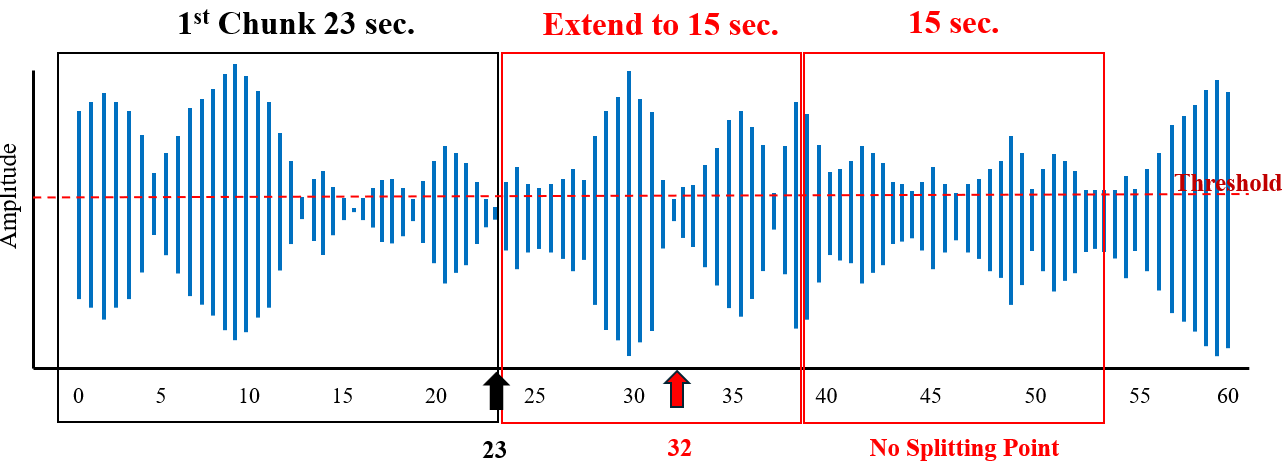 1st Chunk 23 sec.
Extend to 15 sec.
15 sec.
Amplitude
Threshold
0 5 10 15 20 25 30 35 40 45 50 55 60
23
32
No Splitting Point